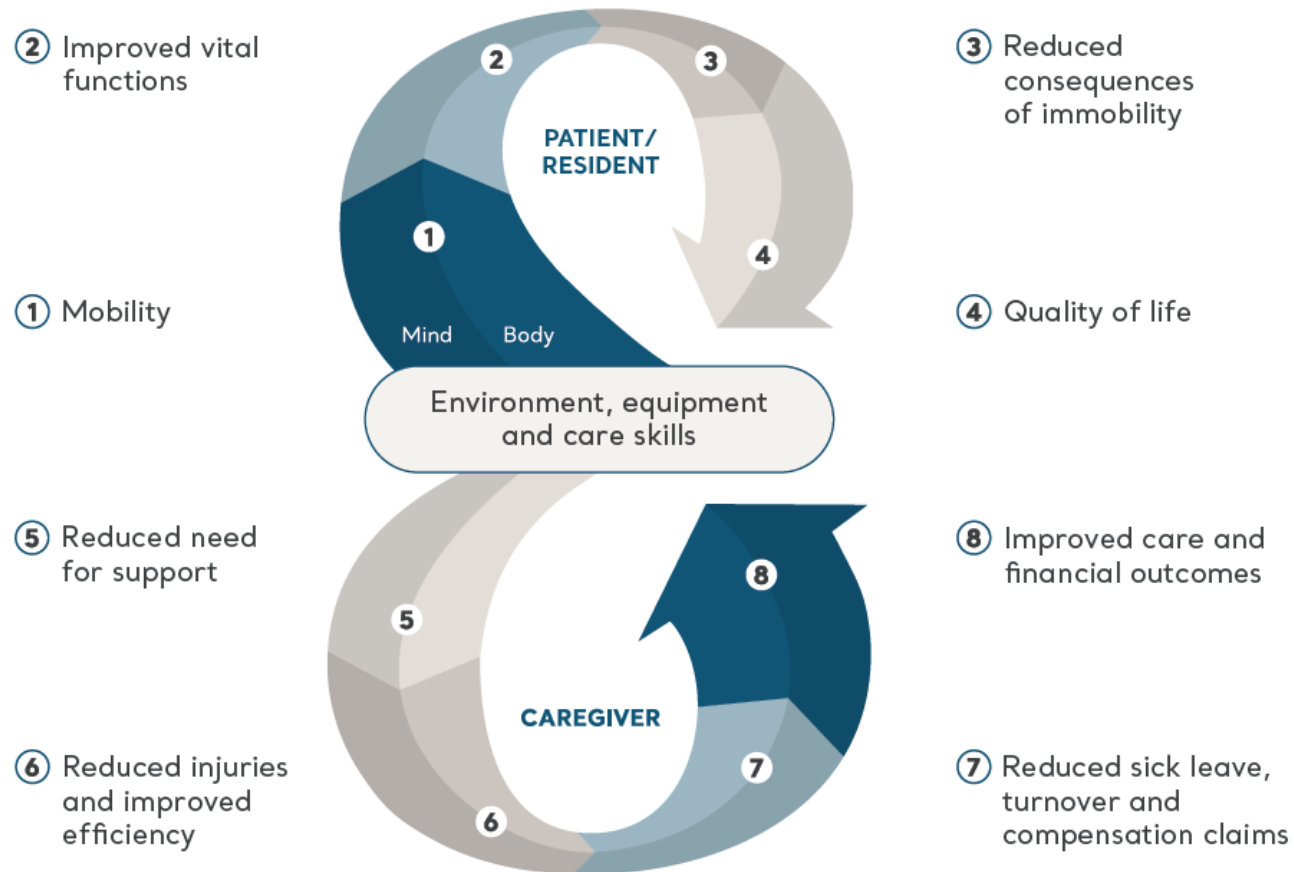 2 Improved vital
functions
3 Reduced
consequences
of immobility
1 Mobility
4 Quality of life
2
3
PATIENT/
RESIDENT
1
4
Mind Body
Environment, equipment
and care skills
5 Reduced need
for support
8 Improved care and
financial outcomes
8
5
CAREGIVER
7
6
6 Reduced injuries
and improved
efficiency
7 Reduced sick leave,
turnover and
compensation claims